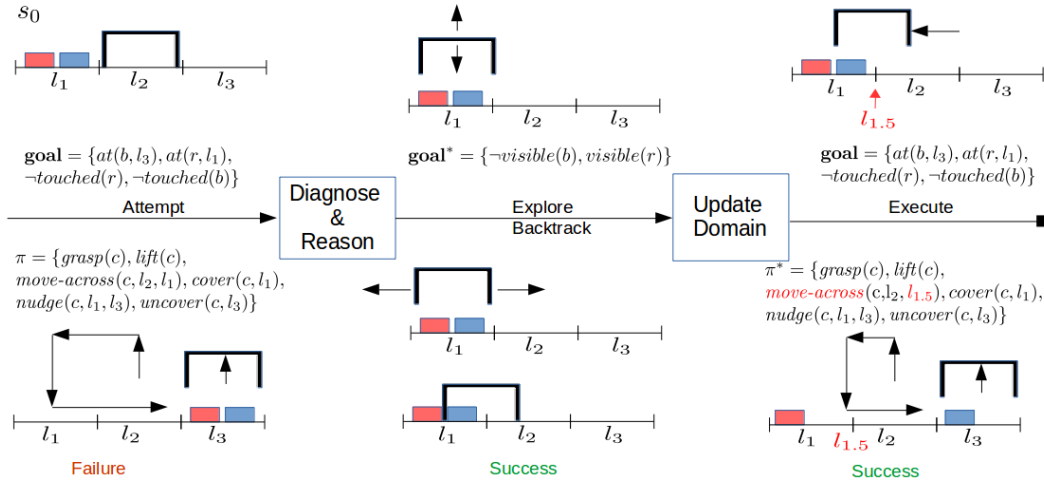 s₀
l₁ l₂ l₃
goal = {at(b, l₃), at(r, l₁),
¬touched(r), ¬touched(b)}
Attempt
π = {grasp(c), lift(c),
move-across(c, l₂, l₁), cover(c, l₁),
nudge(c, l₁, l₃), uncover(c, l₃)}
l₁ l₂ l₃
Failure
Diagnose
&
Reason
l₁ l₂ l₃
goal* = {¬visible(b), visible(r)}
Explore
Backtrack
l₁ l₂ l₃
l₁ l₂ l₃
Success
Update
Domain
l₁ l₂ l₃
l₁.₅
goal = {at(b, l₃), at(r, l₁),
¬touched(r), ¬touched(b)}
Execute
π* = {grasp(c), lift(c),
move-across(c,l₂, l₁.₅), cover(c, l₁),
nudge(c, l₁, l₃), uncover(c, l₃)}
l₁ l₁.₅ l₂ l₃
Success